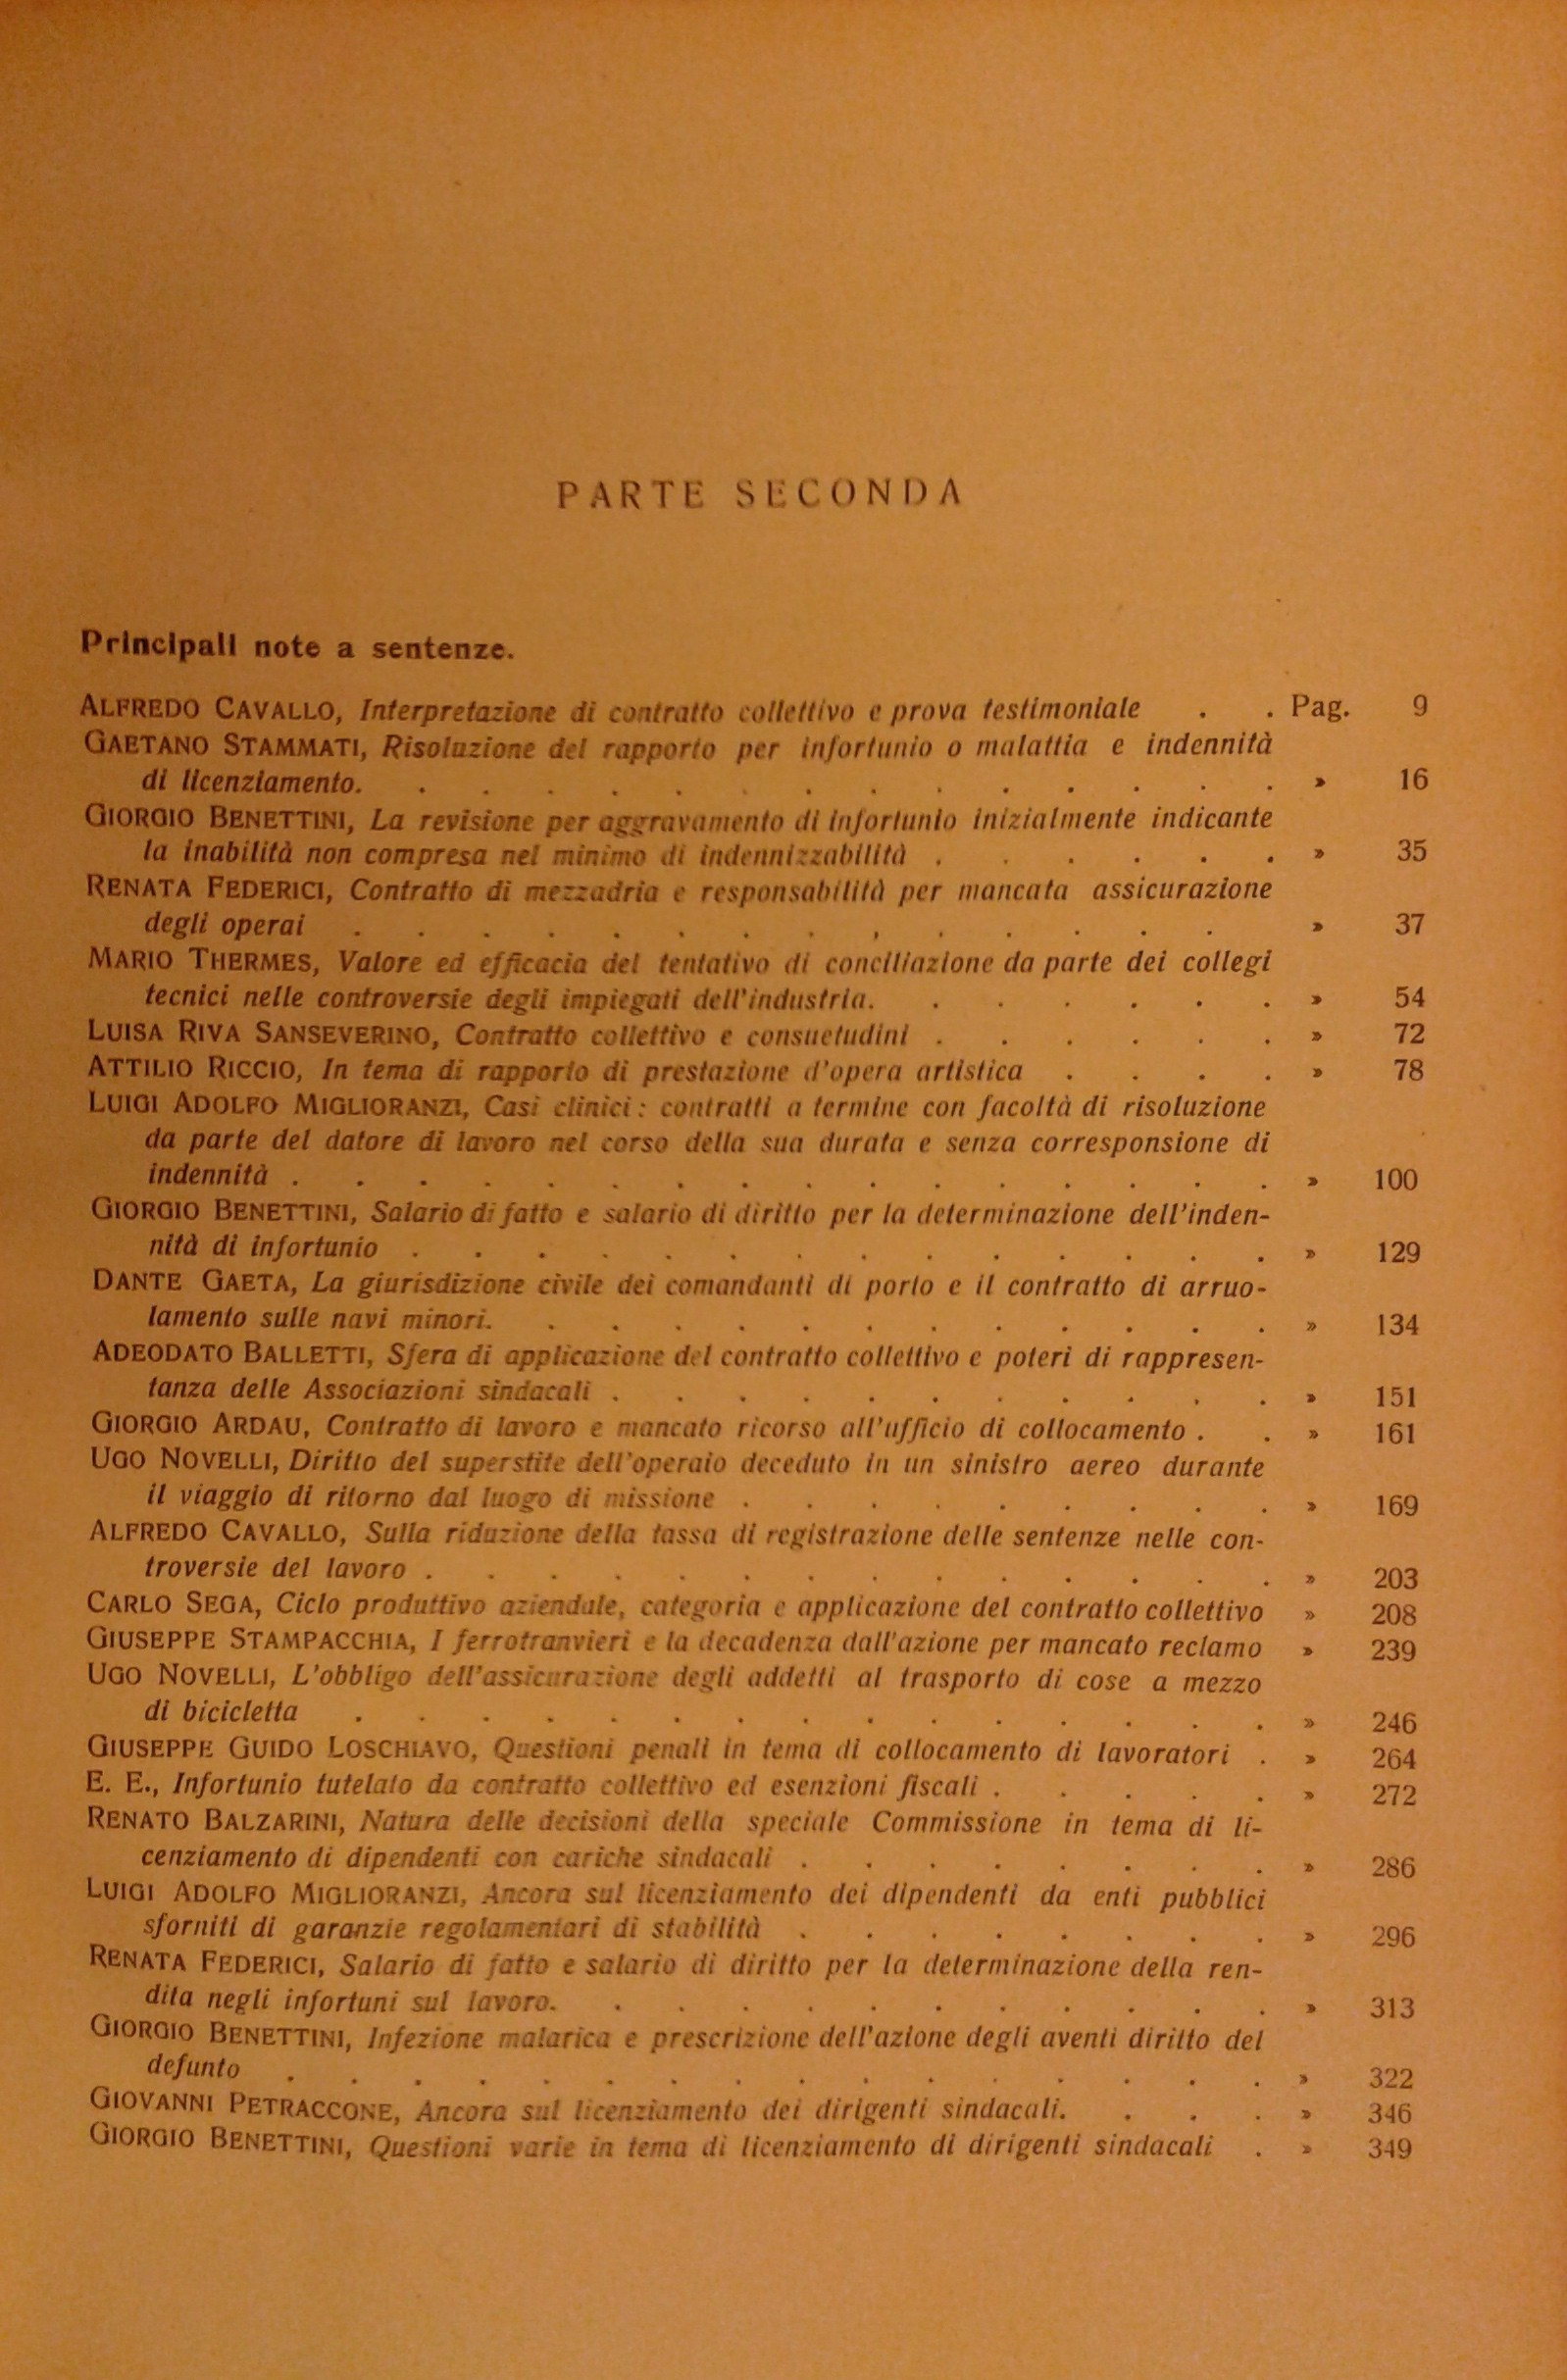 PARTE SECONDA
Principali note a sentenze.
ALFREDO CAVALLO, Interpretazione di contratto collettivo e prova testimoniale . . Pag. 9
GAETANO STAMMATI, Risoluzione del rapporto per infortunio o malattia e indennità
di licenziamento. . . . . . . . . . . . . . . » 16
GIORGIO BENETTINI, La revisione per aggravamento di infortunio inizialmente indicante
la inabilità non compresa nel minimo di indennizzabilità . . . . . . » 35
RENATA FEDERICI, Contratto di mezzadria e responsabilità per mancata assicurazione
degli operai . . . . . . . . . . . . . . » 37
MARIO THERMES, Valore ed efficacia del tentativo di conciliazione da parte dei collegi
tecnici nelle controversie degli impiegati dell'industria. . . . . . . » 54
LUISA RIVA SANSEVERINO, Contratto collettivo e consuetudini . . . . . . » 72
ATTILIO RICCIO, In tema di rapporto di prestazione d'opera artistica . . . . » 78
LUIGI ADOLFO MIGLIORANZI, Casi clinici: contratti a termine con facoltà di risoluzione
da parte del datore di lavoro nel corso della sua durata e senza corresponsione di
indennità . . . . . . . . . . . . . . . . » 100
GIORGIO BENETTINI, Salario di fatto e salario di diritto per la determinazione dell'inden-
nità di infortunio . . . . . . . . . . . . . . » 129
DANTE GAETA, La giurisdizione civile dei comandanti di porto e il contratto di arruo-
lamento sulle navi minori. . . . . . . . . . . . . » 134
ADEODATO BALLETTI, Sfera di applicazione del contratto collettivo e poteri di rappresen-
tanza delle Associazioni sindacali . . . . . . . . . . . » 151
GIORGIO ARDAU, Contratto di lavoro e mancato ricorso all'ufficio di collocamento . . » 161
UGO NOVELLI, Diritto del superstite dell'operaio deceduto in un sinistro aereo durante
il viaggio di ritorno dal luogo di missione . . . . . . . . . » 169
ALFREDO CAVALLO, Sulla riduzione della tassa di registrazione delle sentenze nelle con-
troversie del lavoro . . . . . . . . . . . . . . » 203
CARLO SEGA, Ciclo produttivo aziendale, categoria e applicazione del contratto collettivo » 208
GIUSEPPE STAMPACCHIA, I ferrotranvieri e la decadenza dall'azione per mancato reclamo » 239
UGO NOVELLI, L'obbligo dell'assicurazione degli addetti al trasporto di cose a mezzo
di bicicletta . . . . . . . . . . . . . . . » 246
GIUSEPPE GUIDO LOSCHIAVO, Questioni penali in tema di collocamento di lavoratori . » 264
E. E., Infortunio tutelato da contratto collettivo ed esenzioni fiscali . . . . . » 272
RENATO BALZARINI, Natura delle decisioni della speciale Commissione in tema di li-
cenziamento di dipendenti con cariche sindacali . . . . . . . . » 286
LUIGI ADOLFO MIGLIORANZI, Ancora sul licenziamento dei dipendenti da enti pubblici
sforniti di garanzie regolamentari di stabilità . . . . . . . . » 296
RENATA FEDERICI, Salario di fatto e salario di diritto per la determinazione della ren-
dita negli infortuni sul lavoro. . . . . . . . . . . . » 313
GIORGIO BENETTINI, Infezione malarica e prescrizione dell'azione degli aventi diritto del
defunto . . . . . . . . . . . . . . . . » 322
GIOVANNI PETRACCONE, Ancora sul licenziamento dei dirigenti sindacali. . . . » 346
GIORGIO BENETTINI, Questioni varie in tema di licenziamento di dirigenti sindacali . » 349